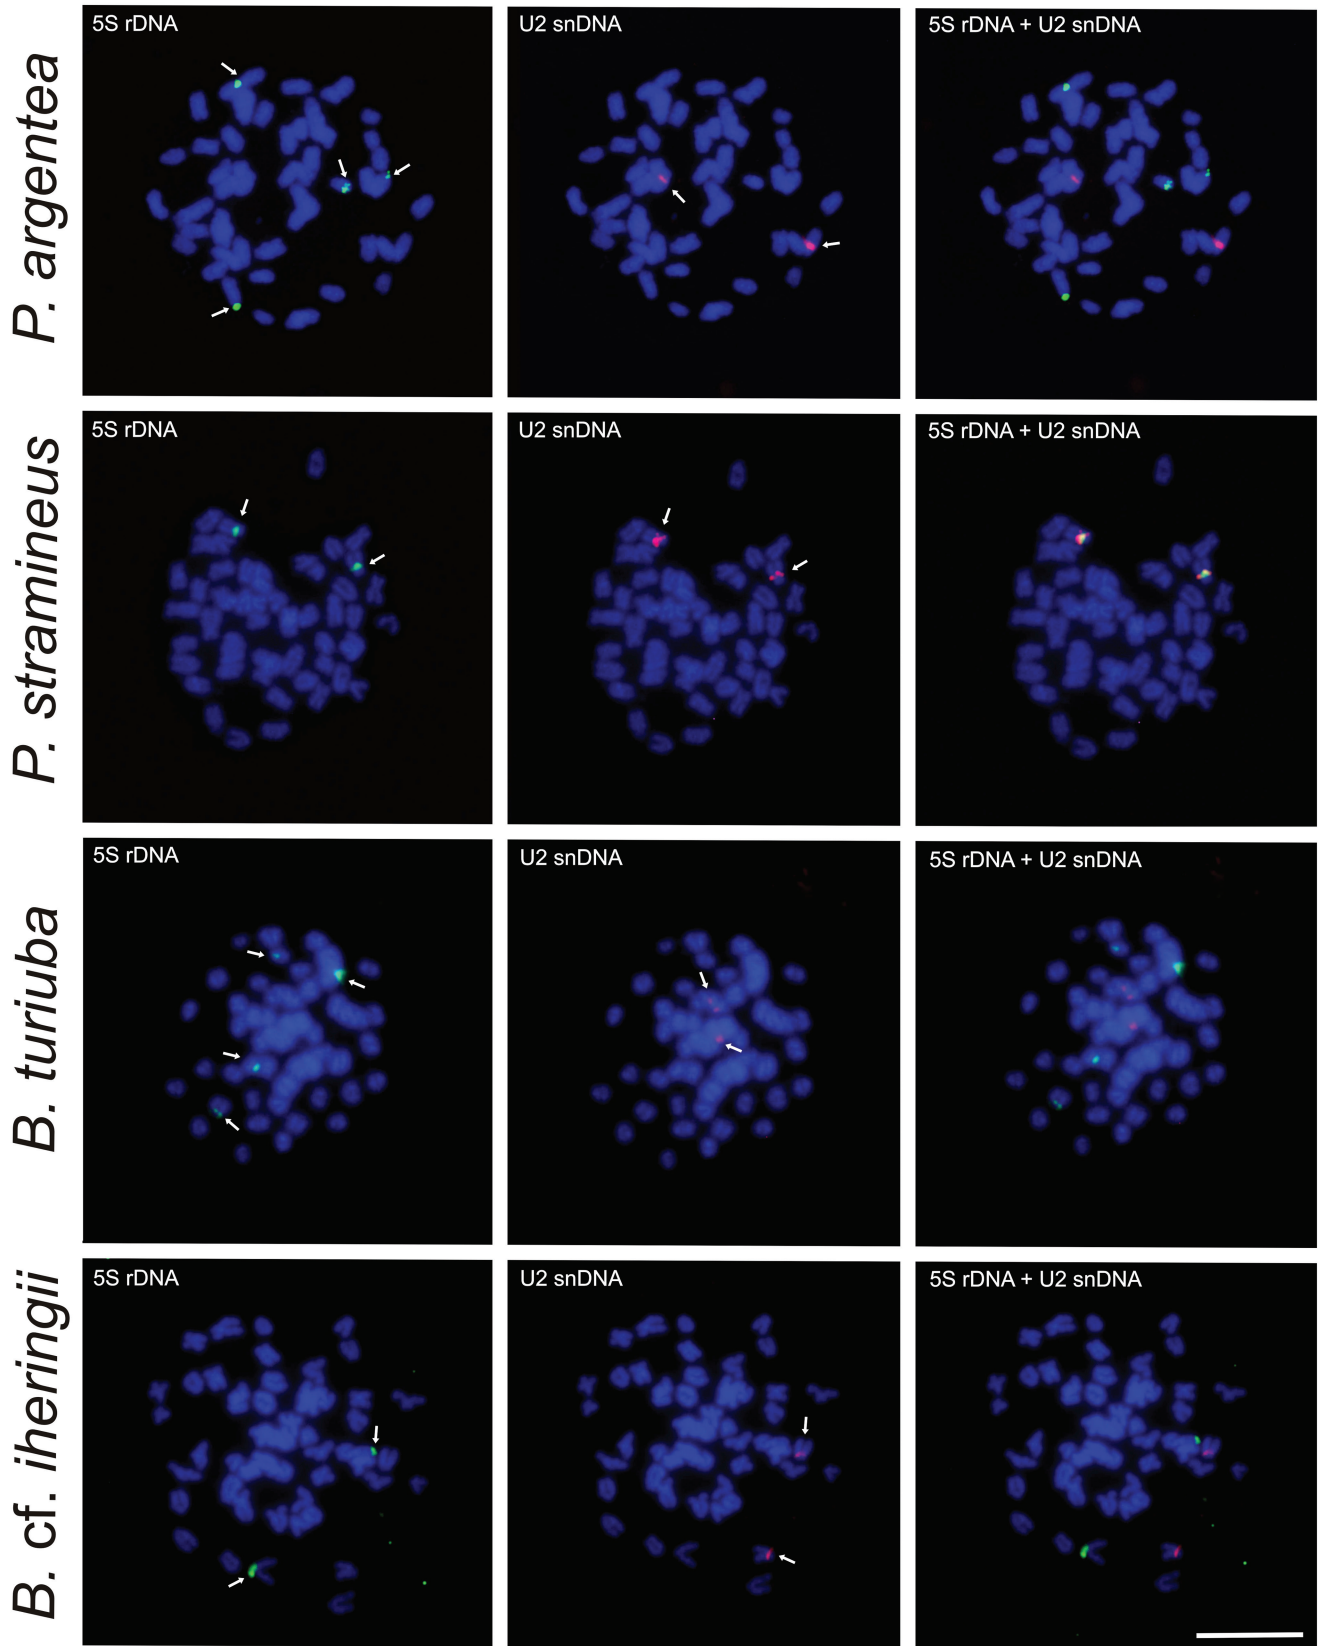 P. argentea
5S rDNA
U2 snDNA
5S rDNA + U2 snDNA
P. stramineus
5S rDNA
U2 snDNA
5S rDNA + U2 snDNA
B. turiuba
5S rDNA
U2 snDNA
5S rDNA + U2 snDNA
B. cf. iheringii
5S rDNA
U2 snDNA
5S rDNA + U2 snDNA